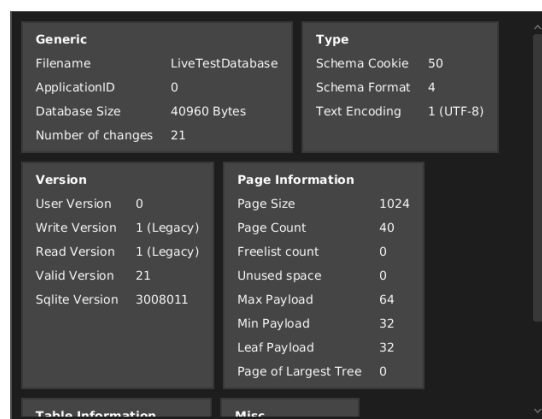 Generic
Filename LiveTestDatabase
ApplicationID 0
Database Size 40960 Bytes
Number of changes 21
Type
Schema Cookie 50
Schema Format 4
Text Encoding 1 (UTF-8)
Version
User Version 0
Write Version 1 (Legacy)
Read Version 1 (Legacy)
Valid Version 21
Sqlite Version 3008011
Page Information
Page Size 1024
Page Count 40
Freelist count 0
Unused space 0
Max Payload 64
Min Payload 32
Leaf Payload 32
Page of Largest Tree 0
Table Information
Misc